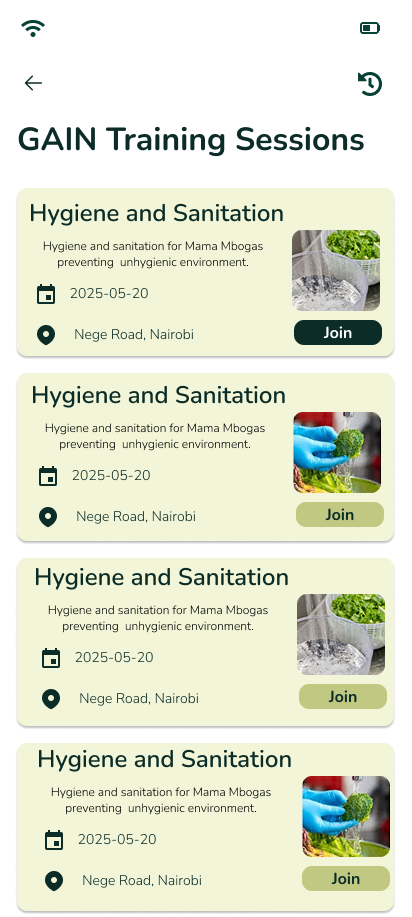 GAIN Training Sessions
Hygiene and Sanitation
Hygiene and sanitation for Mama Mbogas
preventing unhygienic environment.
2025-05-20
Nege Road, Nairobi
Join
Hygiene and Sanitation
Hygiene and sanitation for Mama Mbogas
preventing unhygienic environment.
2025-05-20
Nege Road, Nairobi
Join
Hygiene and Sanitation
Hygiene and sanitation for Mama Mbogas
preventing unhygienic environment.
2025-05-20
Nege Road, Nairobi
Join
Hygiene and Sanitation
Hygiene and sanitation for Mama Mbogas
preventing unhygienic environment.
2025-05-20
Nege Road, Nairobi
Join